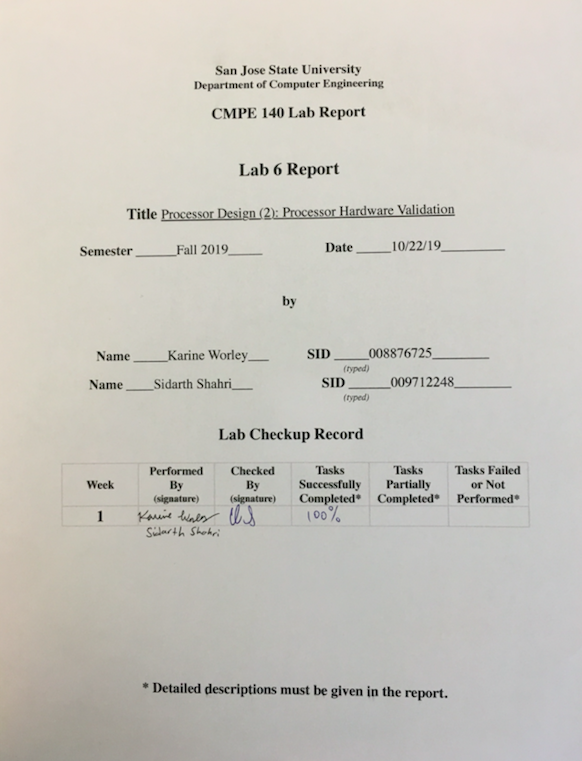 San Jose State University
Department of Computer Engineering
CMPE 140 Lab Report
Lab 6 Report
Title Processor Design (2): Processor Hardware Validation
Semester ______Fall 2019_____ Date _____10/22/19_________
by
Name _____Karine Worley___ SID _____008876725________
(typed)
Name ____Sidarth Shahri___ SID ______009712248________
(typed)
Lab Checkup Record
Week Performed By (signature) Checked By (signature) Tasks Successfully Completed* Tasks Partially Completed* Tasks Failed or Not Performed*
1 Karine Worley 100%
Sidarth Shahri
* Detailed descriptions must be given in the report.